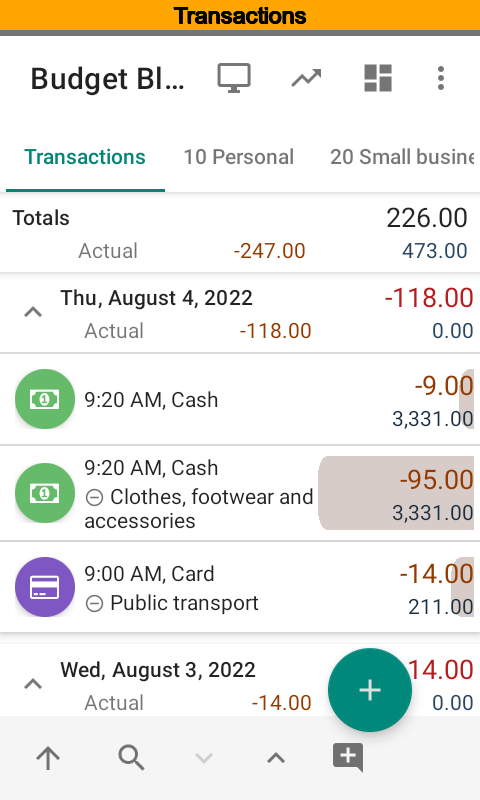 Transactions
Budget Bl...
Transactions 10 Personal 20 Small busine
Totals 226.00
Actual -247.00 473.00
Thu, August 4, 2022 -118.00
Actual -118.00 0.00
9:20 AM, Cash -9.00
3,331.00
9:20 AM, Cash -95.00
Clothes, footwear and
accessories 3,331.00
9:00 AM, Card -14.00
Public transport 211.00
Wed, August 3, 2022 14.00
Actual -14.00 0.00